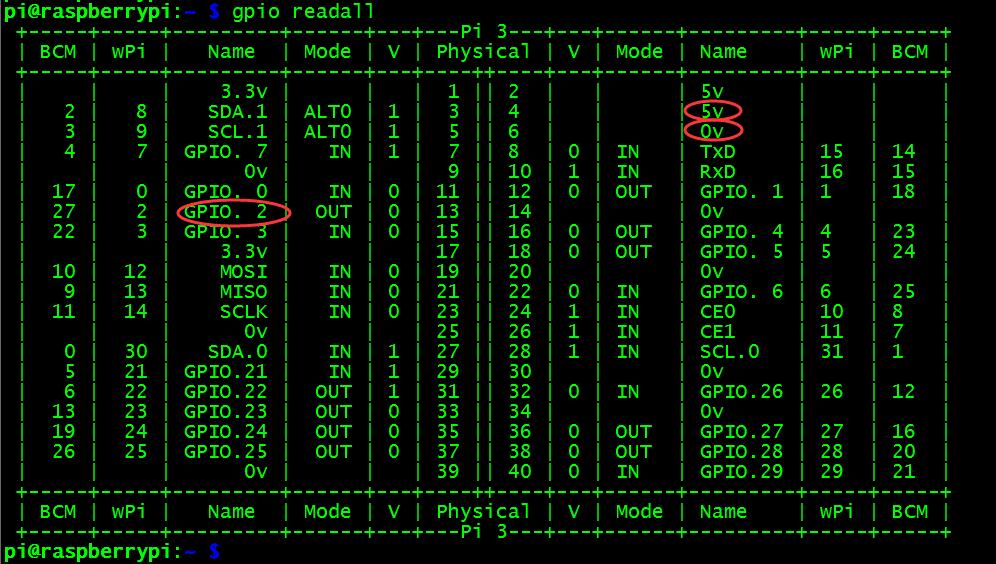 pi@raspberrypi:~ $ gpio readall
+-----+-----+---------+------+---+---Pi 3---+---+------+---------+-----+-----+
| BCM | wPi |   Name  | Mode | V | Physical | V | Mode | Name    | wPi | BCM |
+-----+-----+---------+------+---+----++----+---+------+---------+-----+-----+
|     |     |    3.3v |      |   |  1 || 2  |   |      | 5v      |     |     |
|   2 |   8 |   SDA.1 | ALT0 | 1 |  3 || 4  |   |      | 5v      |     |     |
|   3 |   9 |   SCL.1 | ALT0 | 1 |  5 || 6  |   |      | 0v      |     |     |
|   4 |   7 | GPIO. 7 |   IN | 1 |  7 || 8  | 0 | IN   | TxD     | 15  | 14  |
|     |     |      0v |      |   |  9 || 10 | 1 | IN   | RxD     | 16  | 15  |
|  17 |   0 | GPIO. 0 |   IN | 0 | 11 || 12 | 0 | OUT  | GPIO. 1 | 1   | 18  |
|  27 |   2 | GPIO. 2 |  OUT | 0 | 13 || 14 |   |      | 0v      |     |     |
|  22 |   3 | GPIO. 3 |   IN | 0 | 15 || 16 | 0 | OUT  | GPIO. 4 | 4   | 23  |
|     |     |    3.3v |      |   | 17 || 18 | 0 | OUT  | GPIO. 5 | 5   | 24  |
|  10 |  12 |    MOSI |   IN | 0 | 19 || 20 |   |      | 0v      |     |     |
|   9 |  13 |    MISO |   IN | 0 | 21 || 22 | 0 | IN   | GPIO. 6 | 6   | 25  |
|  11 |  14 |    SCLK |   IN | 0 | 23 || 24 | 1 | IN   | CE0     | 10  | 8   |
|     |     |      0v |      |   | 25 || 26 | 1 | IN   | CE1     | 11  | 7   |
|   0 |  30 |   SDA.0 |   IN | 1 | 27 || 28 | 1 | IN   | SCL.0   | 31  | 1   |
|   5 |  21 | GPIO.21 |   IN | 1 | 29 || 30 |   |      | 0v      |     |     |
|   6 |  22 | GPIO.22 |  OUT | 1 | 31 || 32 | 0 | IN   | GPIO.26 | 26  | 12  |
|  13 |  23 | GPIO.23 |  OUT | 0 | 33 || 34 |   |      | 0v      |     |     |
|  19 |  24 | GPIO.24 |  OUT | 0 | 35 || 36 | 0 | OUT  | GPIO.27 | 27  | 16  |
|  26 |  25 | GPIO.25 |  OUT | 0 | 37 || 38 | 0 | OUT  | GPIO.28 | 28  | 20  |
|     |     |      0v |      |   | 39 || 40 | 0 | IN   | GPIO.29 | 29  | 21  |
+-----+-----+---------+------+---+----++----+---+------+---------+-----+-----+
| BCM | wPi |   Name  | Mode | V | Physical | V | Mode | Name    | wPi | BCM |
+-----+-----+---------+------+---+---Pi 3---+---+------+---------+-----+-----+
pi@raspberrypi:~ $